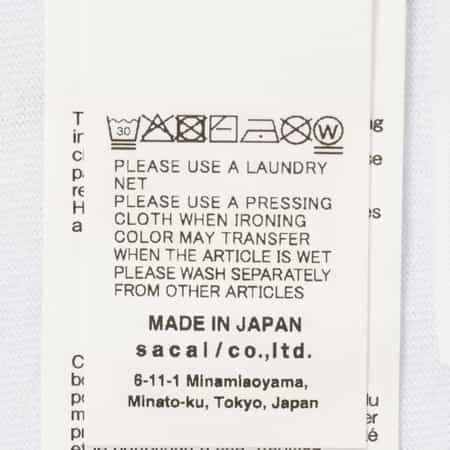 30
W
PLEASE USE A LAUNDRY
NET
PLEASE USE A PRESSING
CLOTH WHEN IRONING
COLOR MAY TRANSFER
WHEN THE ARTICLE IS WET
PLEASE WASH SEPARATELY
FROM OTHER ARTICLES
MADE IN JAPAN
sacai/co.,ltd.
6-11-1 Minamiaoyama,
Minato-ku, Tokyo, Japan